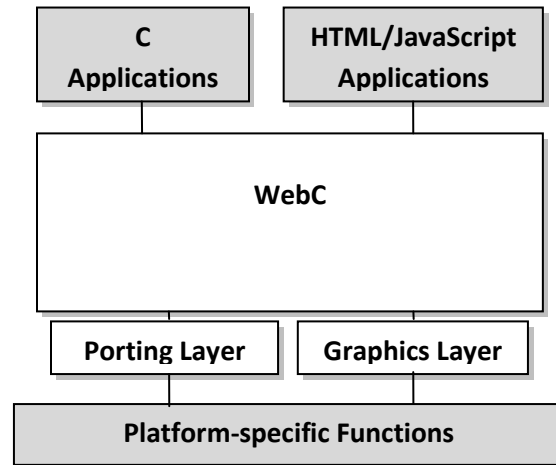 C
Applications
HTML/JavaScript
Applications
WebC
Porting Layer
Graphics Layer
Platform-specific Functions